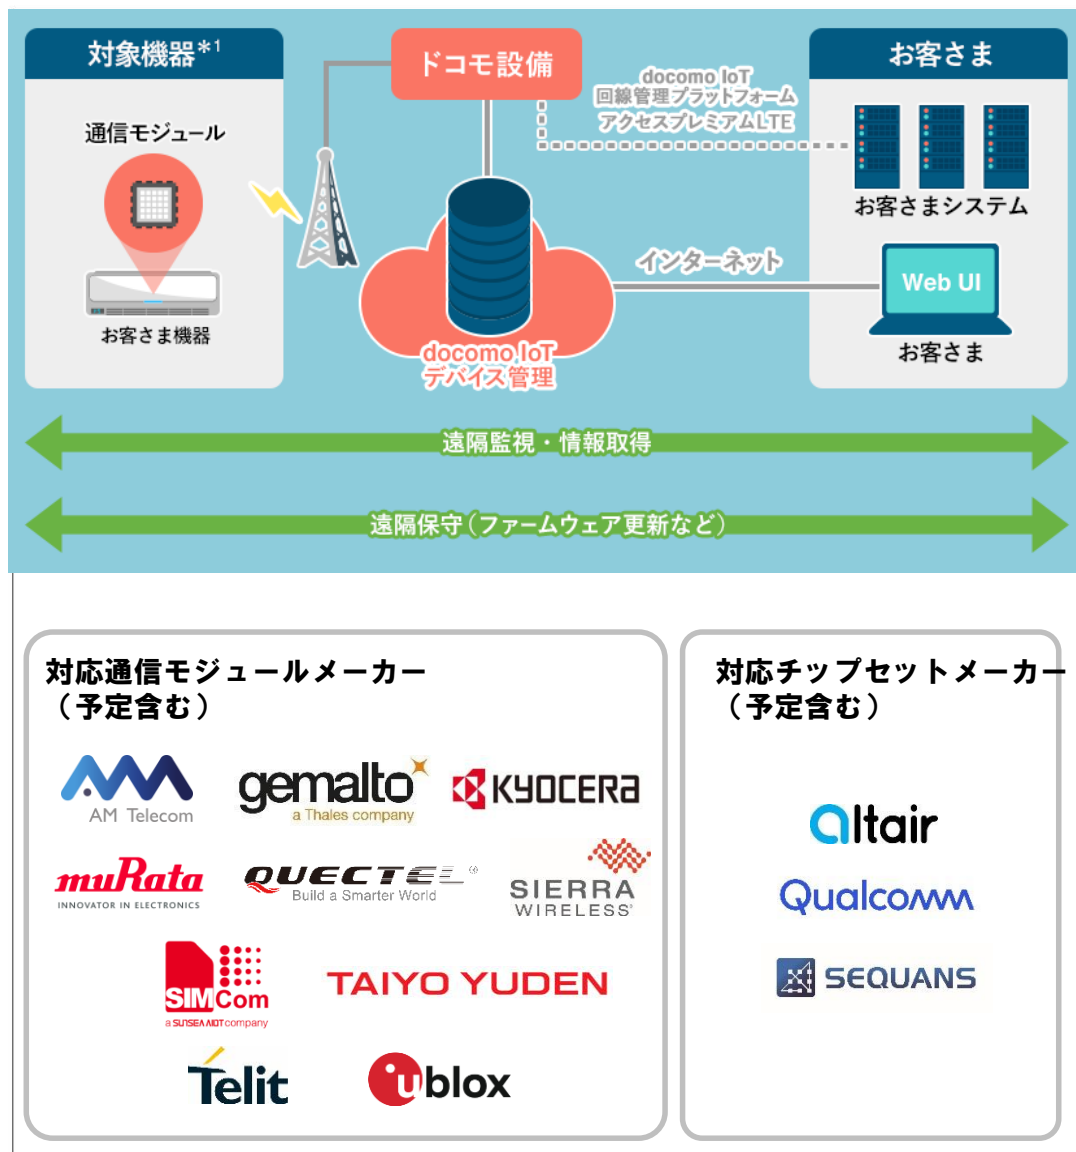 対象機器*1
通信モジュール
お客さま機器
ドコモ設備
docomo IoT
回線管理プラットフォーム
アクセスプレミアムLTE
docomo IoT
デバイス管理
インターネット
お客さま
お客さまシステム
Web UI
お客さま
遠隔監視・情報取得
遠隔保守（ファームウェア更新など）
対応通信モジュールメーカー
（予定含む）
AM Telecom
gemalto
a Thales company
KYOCERA
muRata
INNOVATOR IN ELECTRONICS
QUECTEL®
Build a Smarter World
SIERRA
WIRELESS®
SIMCom
a SUNSEA AIOT company
TAIYO YUDEN
Telit
ublox
対応チップセットメーカー
（予定含む）
altair
Qualcomm
SEQUANS